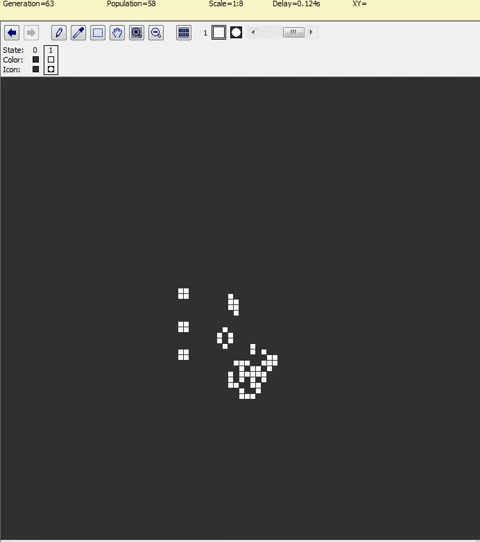 Generation=63 Population=58 Scale=1:8 Delay=0.124s XY=
1
State: 0 1
Color:
Icon: